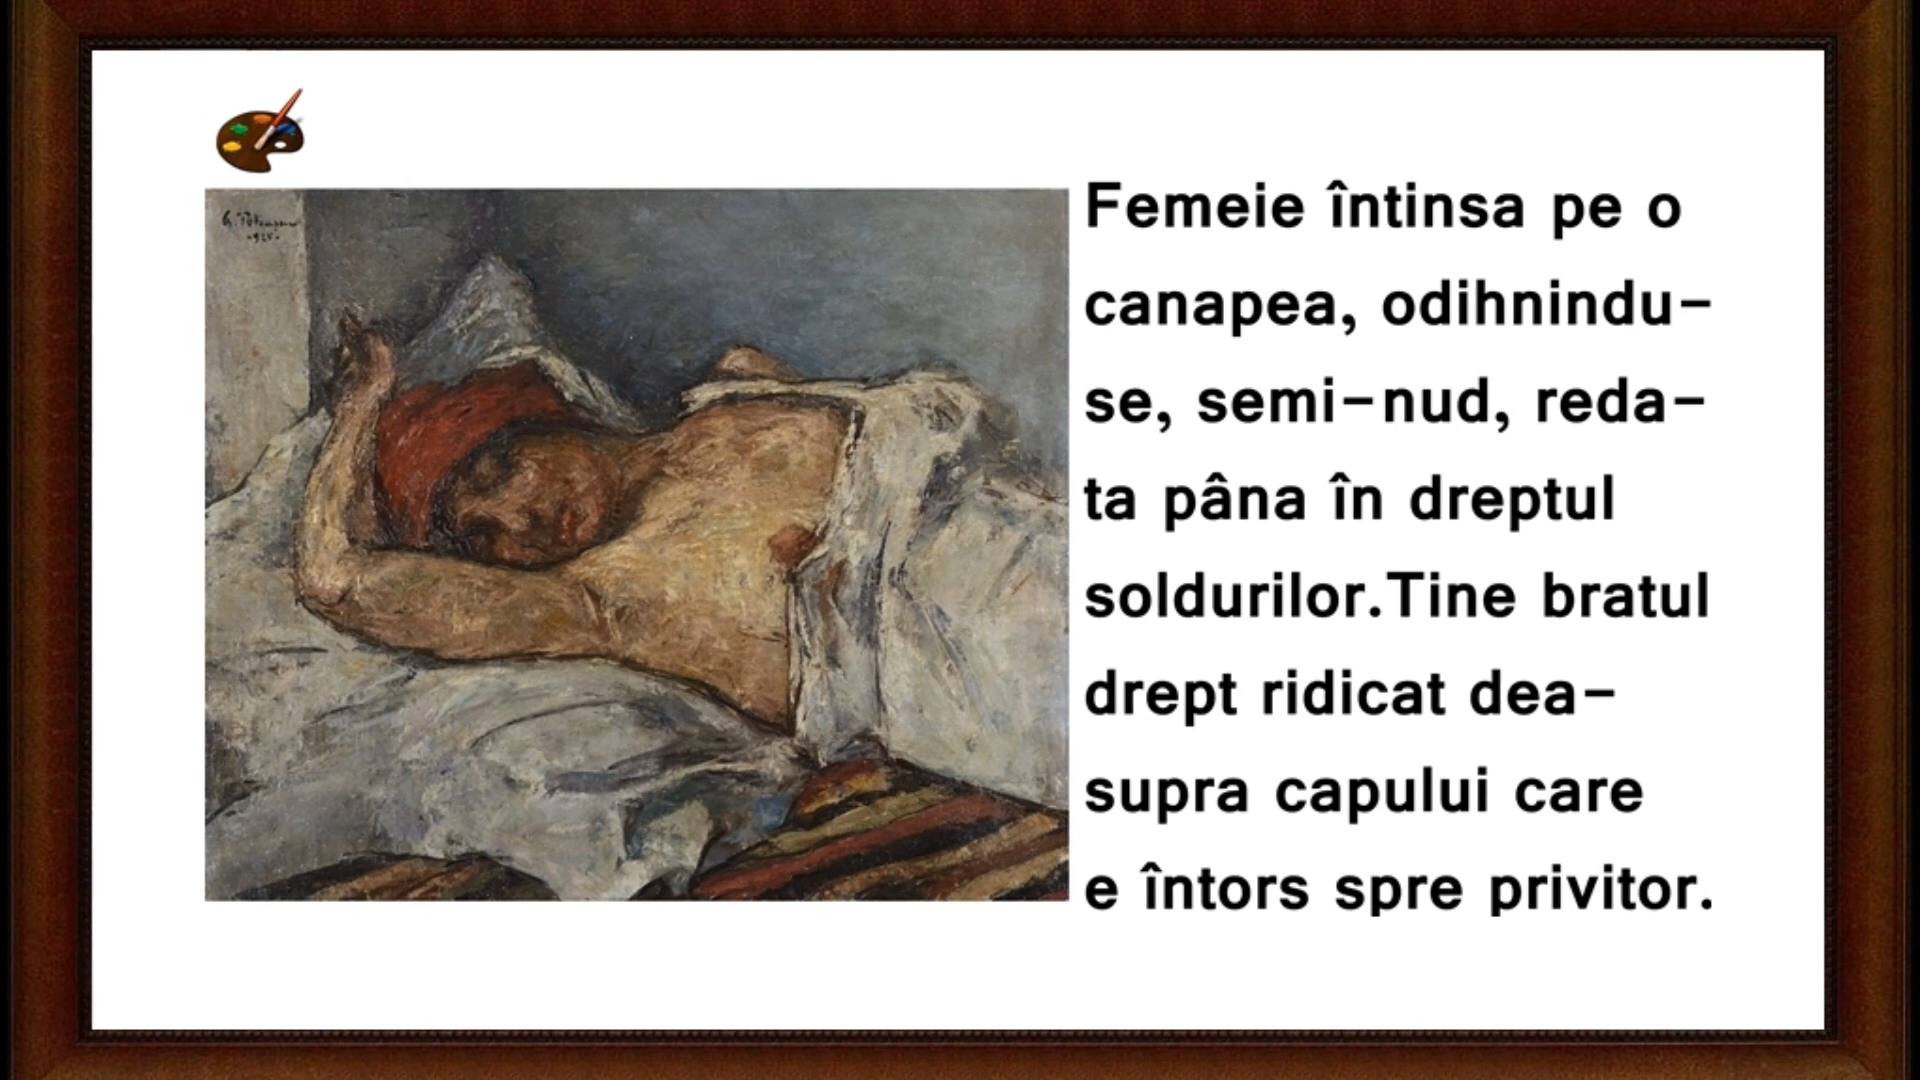 Femeie întinsa pe o
canapea, odihnindu-
se, semi-nud, reda-
ta pâna în dreptul
soldurilor.Tine bratul
drept ridicat dea-
supra capului care
e întors spre privitor.